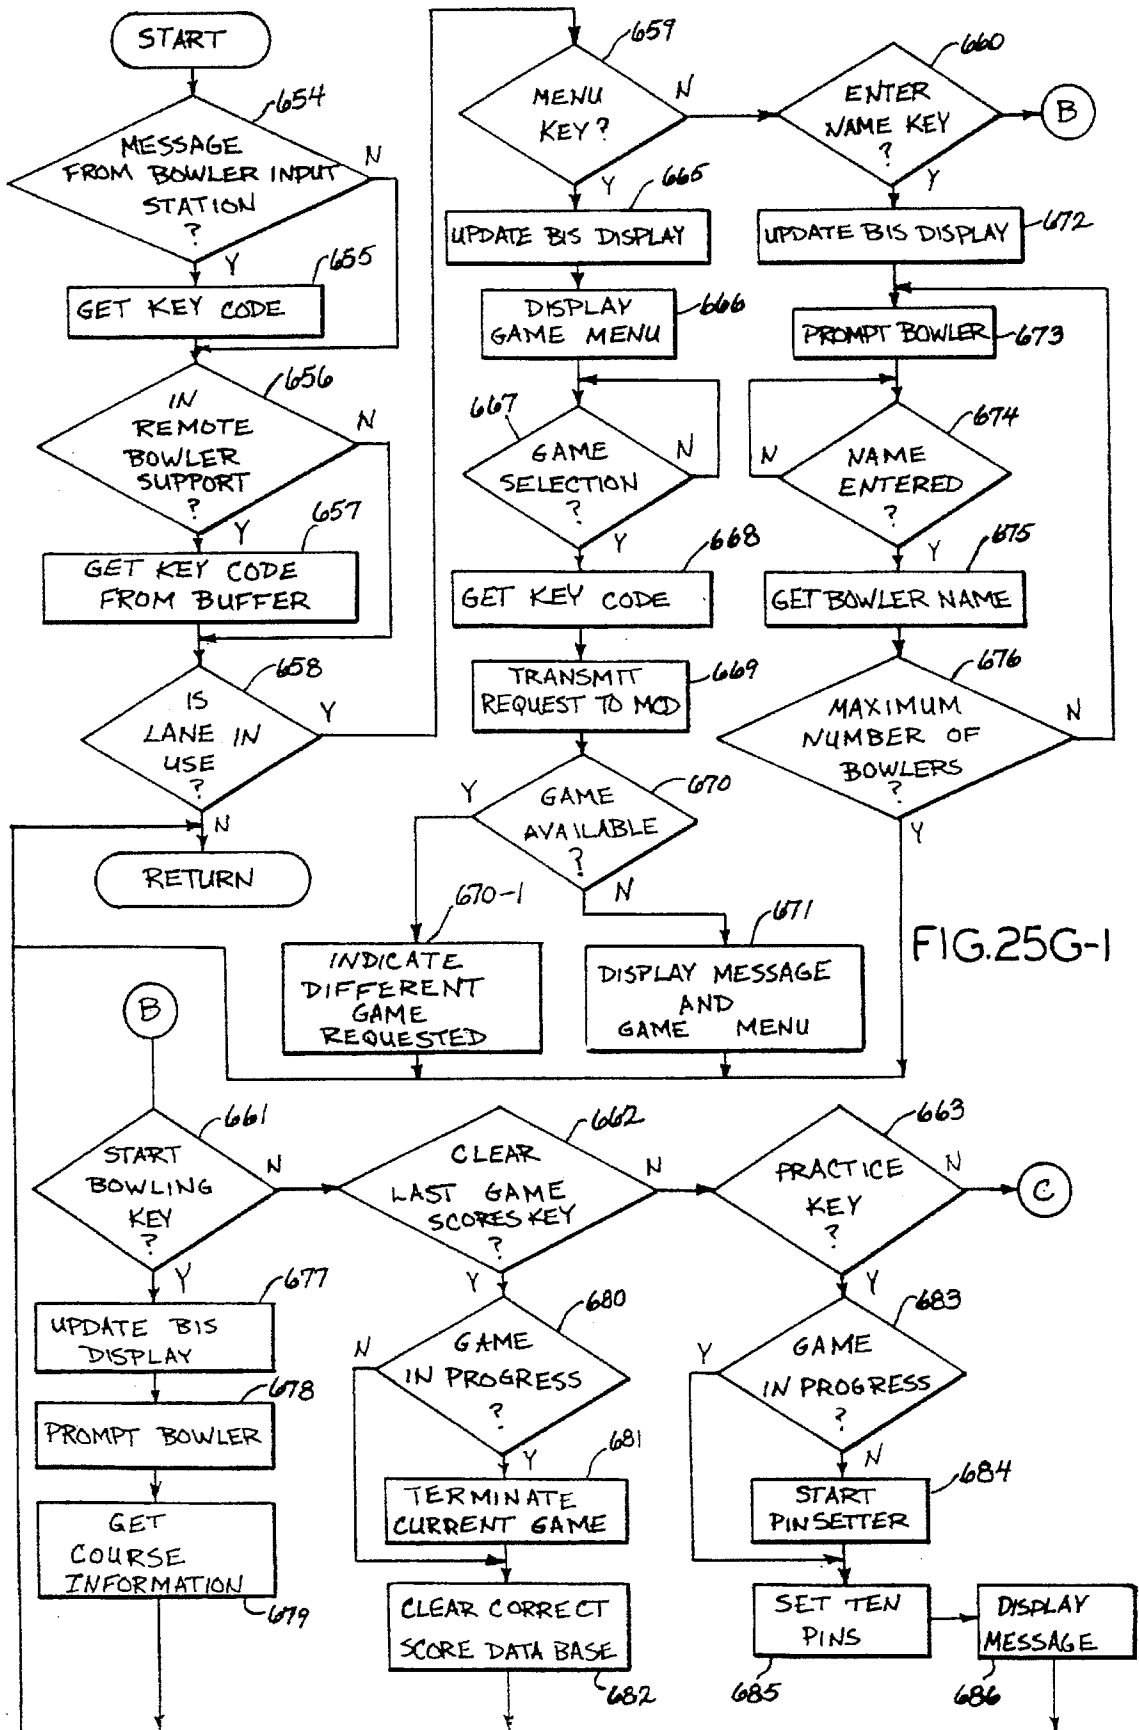 START
654
MESSAGE
FROM BOWLER INPUT
STATION
?
N
Y
655
GET KEY CODE
656
IN
REMOTE
BOWLER
SUPPORT
?
N
Y
657
GET KEY CODE
FROM BUFFER
658
IS
LANE IN
USE
?
Y
N
RETURN
659
MENU
KEY?
N
Y
660
ENTER
NAME KEY
?
Y
B
665
UPDATE BIS DISPLAY
666
DISPLAY
GAME MENU
667
GAME
SELECTION
?
N
Y
668
GET KEY CODE
669
TRANSMIT
REQUEST TO MCD
670
GAME
AVAILABLE
?
Y
N
670-1
INDICATE
DIFFERENT
GAME
REQUESTED
671
DISPLAY MESSAGE
AND
GAME MENU
UPDATE BIS DISPLAY
672
PROMPT BOWLER
673
674
NAME
ENTERED
?
N
Y
675
GET BOWLER NAME
676
MAXIMUM
NUMBER OF
BOWLERS
?
N
Y
FIG.25G-1
B
661
START
BOWLING
KEY
?
N
Y
677
UPDATE BIS
DISPLAY
678
PROMPT BOWLER
GET
COURSE
INFORMATION
679
662
CLEAR
LAST GAME
SCORES KEY
?
N
Y
680
GAME
IN PROGRESS
?
N
Y
681
TERMINATE
CURRENT GAME
CLEAR CORRECT
SCORE DATA BASE
682
663
PRACTICE
KEY
?
N
Y
C
683
GAME
IN PROGRESS
?
Y
N
684
START
PINSETTER
SET TEN
PINS
685
DISPLAY
MESSAGE
686